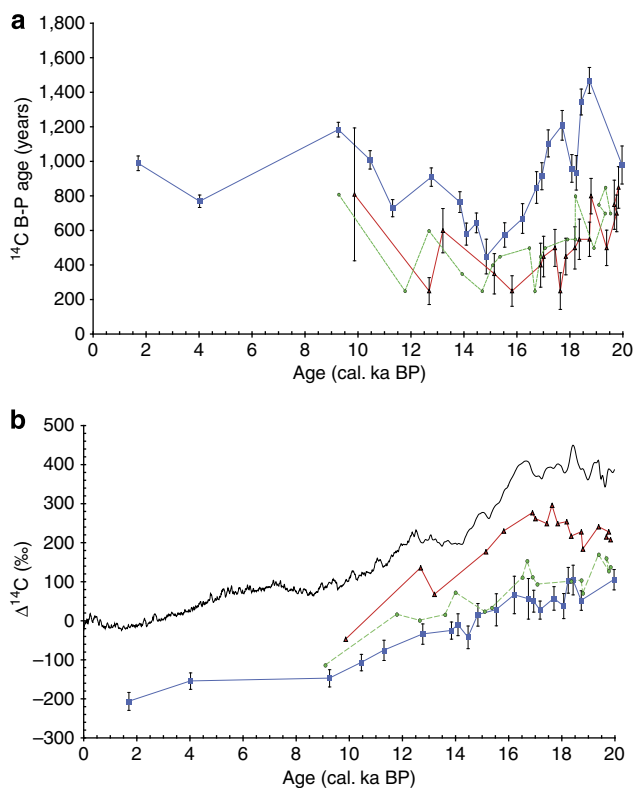 a
1,800
1,600
1,400
1,200
1,000
800
600
400
200
0
¹⁴C B-P age (years)
0 2 4 6 8 10 12 14 16 18 20
Age (cal. ka BP)
b
500
400
300
200
100
0
−100
−200
−300
Δ¹⁴C (‰)
0 2 4 6 8 10 12 14 16 18 20
Age (cal. ka BP)